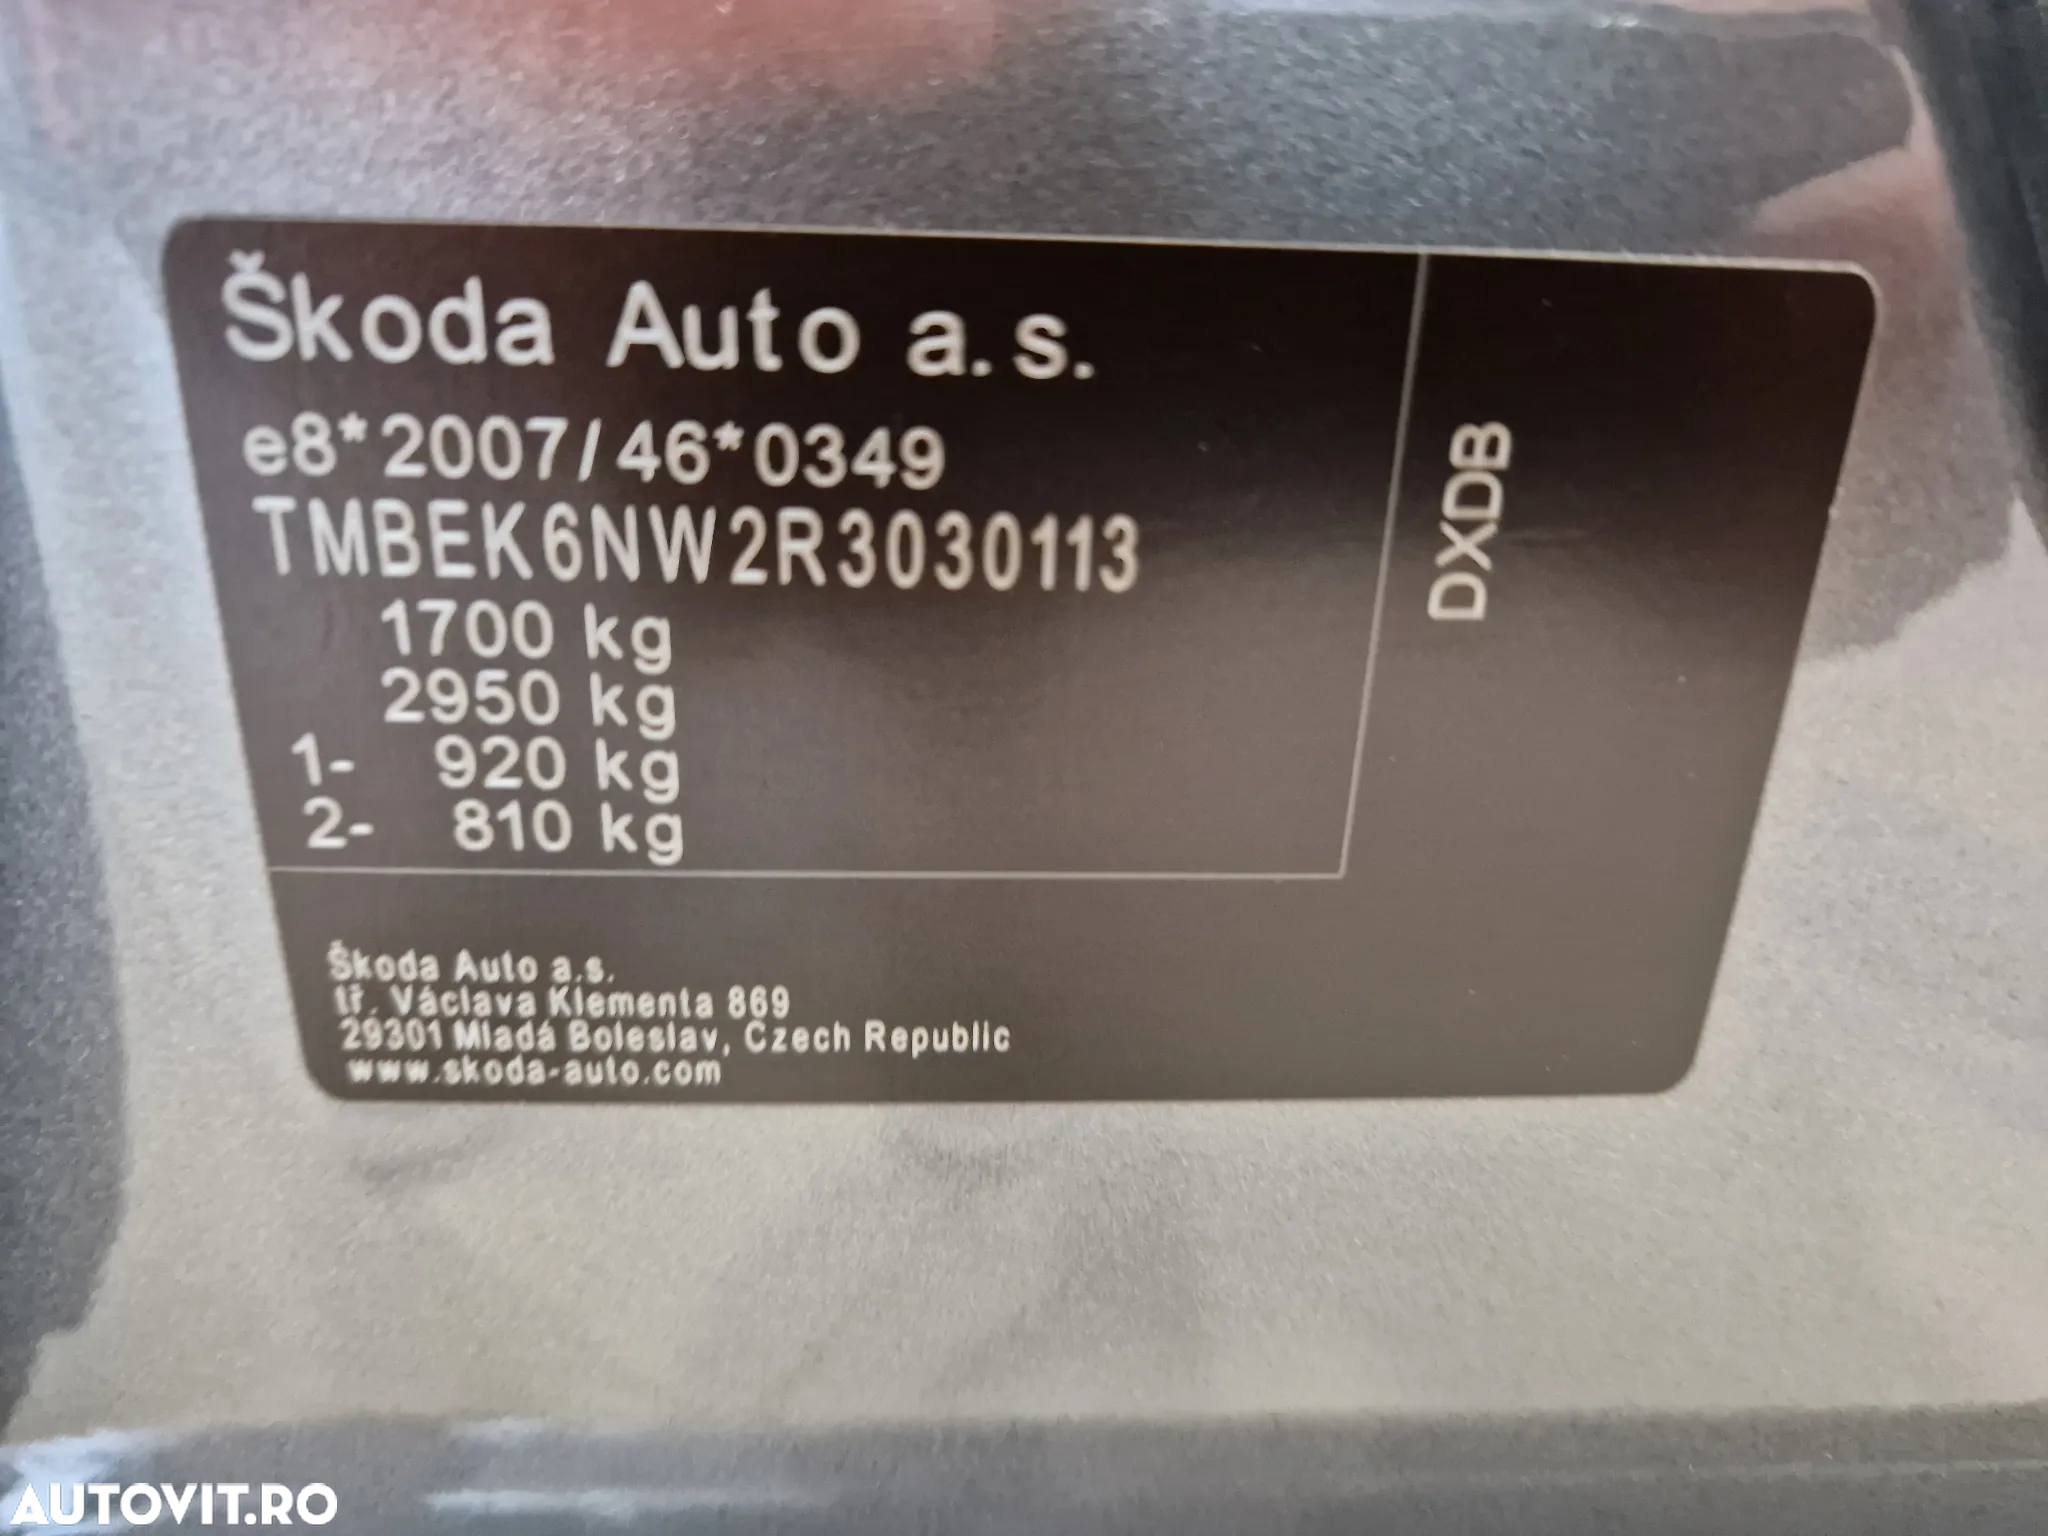 Škoda Auto a.s.
e8*2007/46*0349
TMBEK6NW2R3030113
1700 kg
2950 kg
1- 920 kg
2- 810 kg
DXDB
Škoda Auto a.s.
tř. Václava Klementa 869
29301 Mladá Boleslav, Czech Republic
www.skoda-auto.com
AUTOVIT.RO